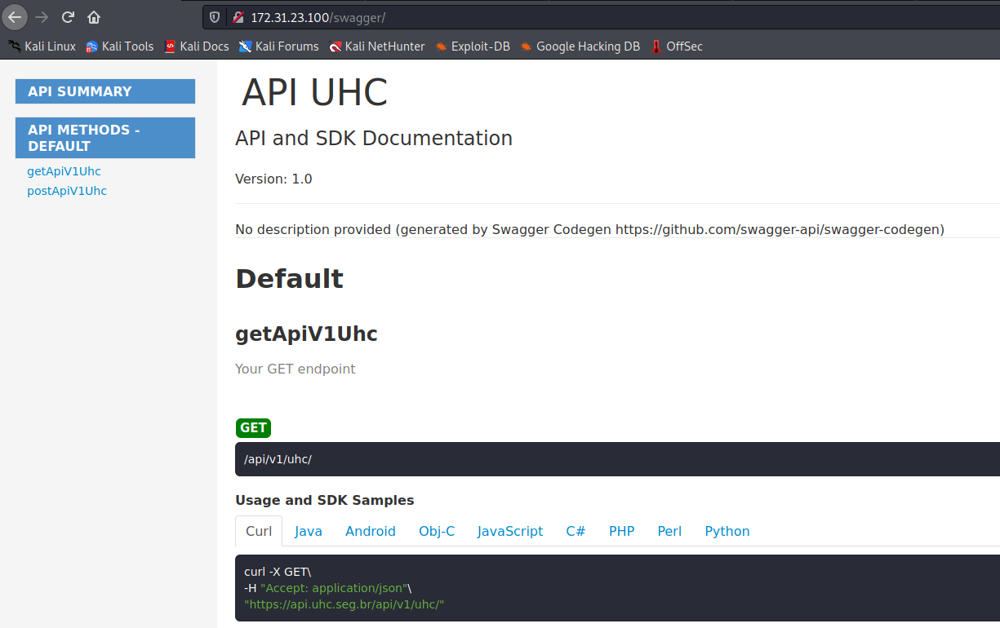 172.31.23.100/swagger/
Kali Linux Kali Tools Kali Docs Kali Forums Kali NetHunter Exploit-DB Google Hacking DB OffSec
API SUMMARY
API METHODS -
DEFAULT
getApiV1Uhc
postApiV1Uhc
API UHC
API and SDK Documentation
Version: 1.0
No description provided (generated by Swagger Codegen https://github.com/swagger-api/swagger-codegen)
Default
getApiV1Uhc
Your GET endpoint
GET
/api/v1/uhc/
Usage and SDK Samples
Curl Java Android Obj-C JavaScript C# PHP Perl Python
curl -X GET\
-H "Accept: application/json"\
"https://api.uhc.seg.br/api/v1/uhc/"